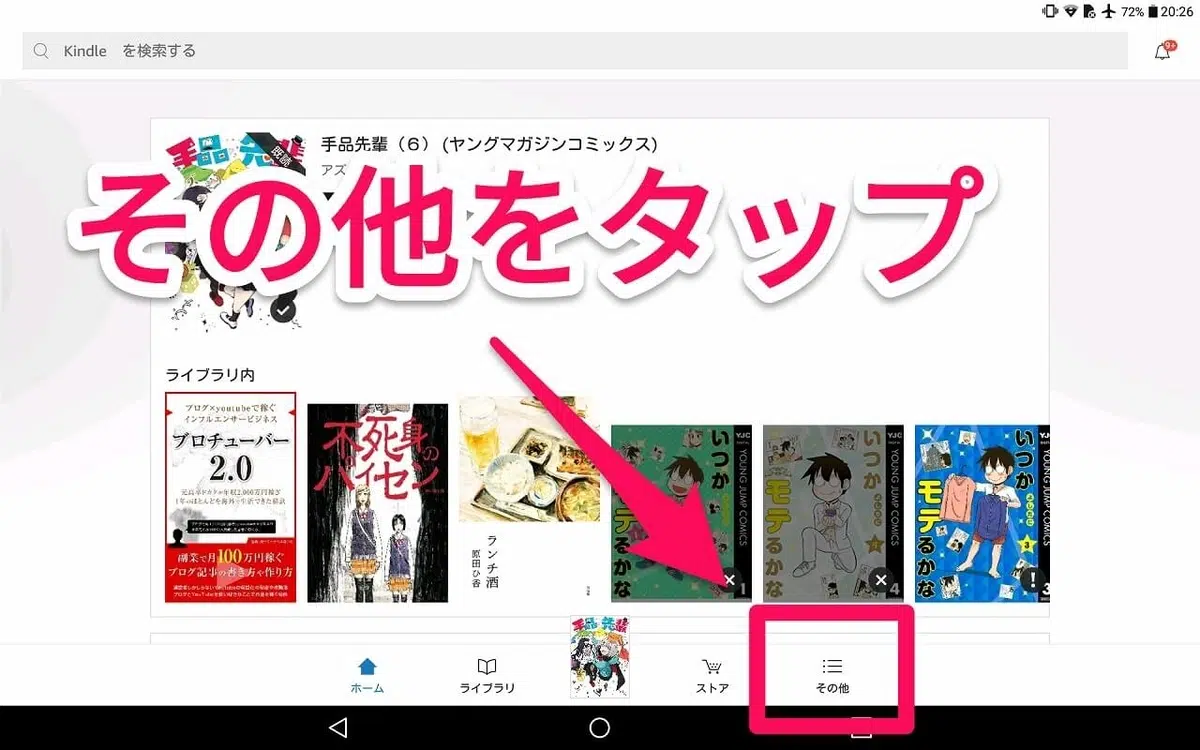 72% 20:26
Kindle を検索する
9+
手品先輩
既読
手品先輩（6）(ヤングマガジンコミックス)
アズ
その他をタップ
ライブラリ内
ブログ×youtubeで稼ぐ
インフルエンサービジネス
ブロチューバー
2.0
副業で月100万円稼ぐ
ブログ記事の書き方や作り方
不死身の
パイセン
ランチ酒
原田ひ香
いつか
モテるかな
YOUNG JUMP COMICS
1
いつか
モテるかな
YOUNG JUMP COMICS
4
いつか
モテるかな
YOUNG JUMP COMICS
3
手品先輩
ホーム
ライブラリ
ストア
その他